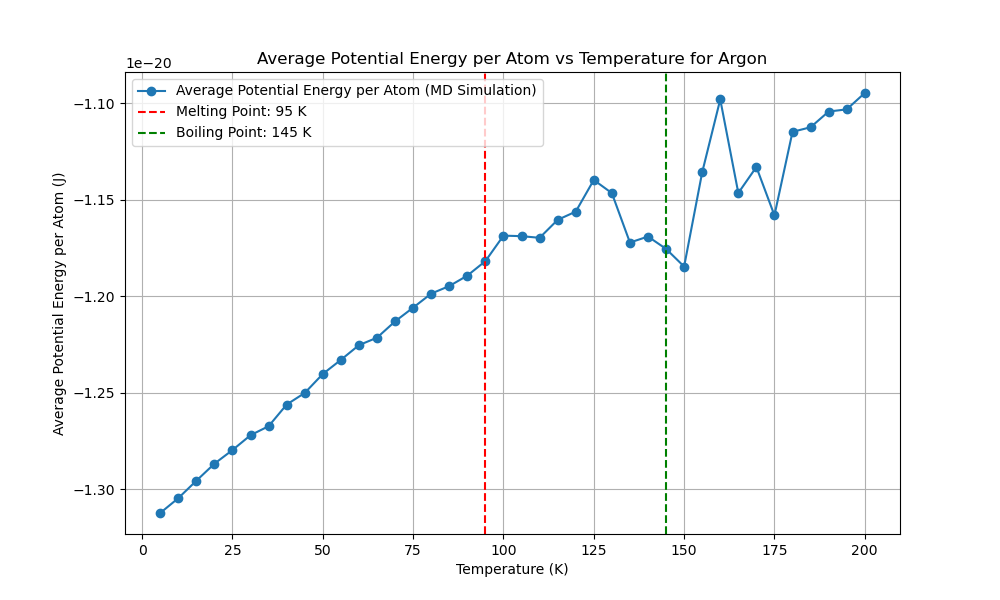 Average Potential Energy per Atom vs Temperature for Argon
1e−20
Average Potential Energy per Atom (MD Simulation)
Melting Point: 95 K
Boiling Point: 145 K
−1.10
−1.15
−1.20
−1.25
−1.30
Average Potential Energy per Atom (J)
0 25 50 75 100 125 150 175 200
Temperature (K)